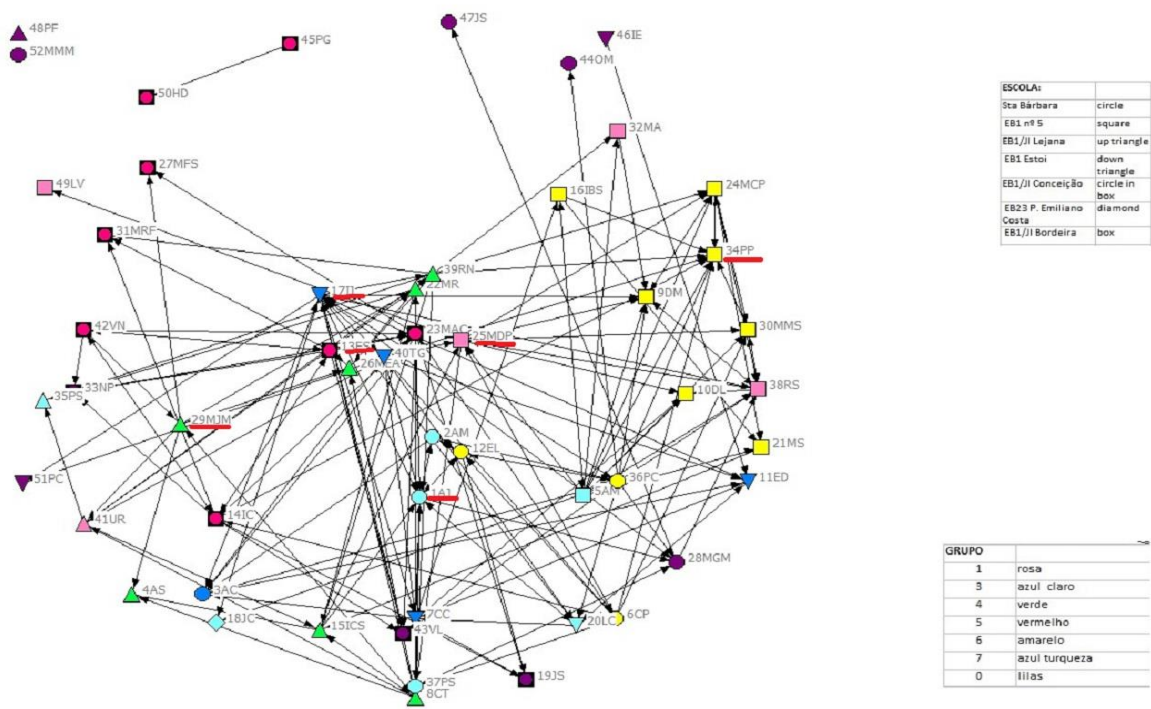 48PF
52MMM
45PG
47JS
46IE
44OM
50HD
32MA
27MFS
49LV
16IBS
24MCP
31MRF
34PP
39RN
22MR
17TL
9DM
42VN
23MAC
25MDP
30MMS
13FS
40TG
26MEA
33NP
38RS
35PS
10DL
29MJM
2AM
12EL
21MS
51PC
36PC
11ED
1AJ
5AM
41UR
14IC
28MGM
4AS
3AC
18JC
15ICS
7CC
43VL
20LC
6CP
37PS
8CT
19JS
ESCOLA:
Sta Bárbara circle
EB1 nº 5 square
EB1/JI Lejana up triangle
EB1 Estoi down triangle
EB1/JI Conceição circle in box
EB23 P. Emiliano Costa diamond
EB1/JI Bordeira box
GRUPO
1 rosa
3 azul claro
4 verde
5 vermelho
6 amarelo
7 azul turqueza
0 lilas